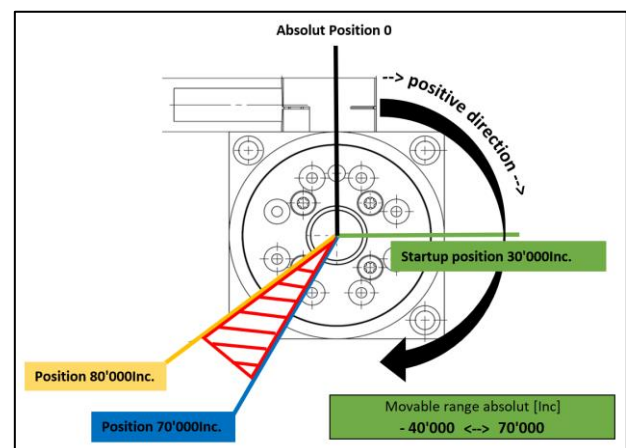 Absolut Position 0
--> positive direction -->
Startup position 30'000Inc.
Position 80'000Inc.
Position 70'000Inc.
Movable range absolut [Inc]
- 40'000 <--> 70'000